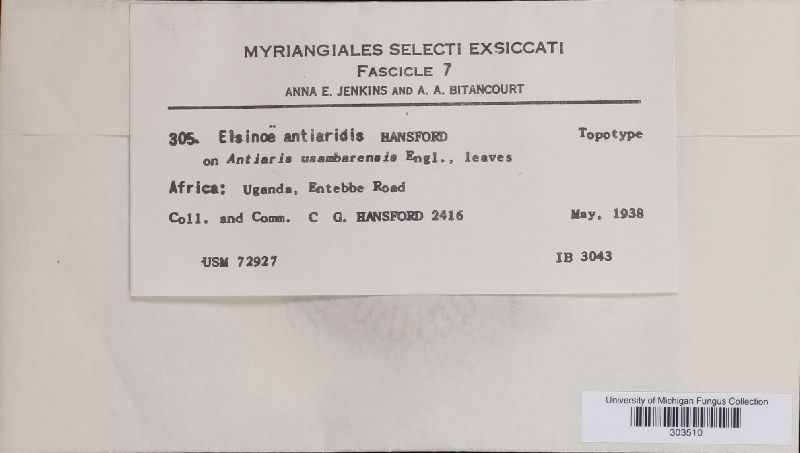 MYRIANGIALES SELECTI EXSICCATI
FASCICLE 7
ANNA E. JENKINS AND A. A. BITANCOURT
305. Elsinoë antiaridis HANSFORD Topotype
on Antiaris usambarensis Engl., leaves
Africa: Uganda, Entebbe Road
Coll. and Comm. C G. HANSFORD 2416 May, 1938
USM 72927 IB 3043
University of Michigan Fungus Collection
303510